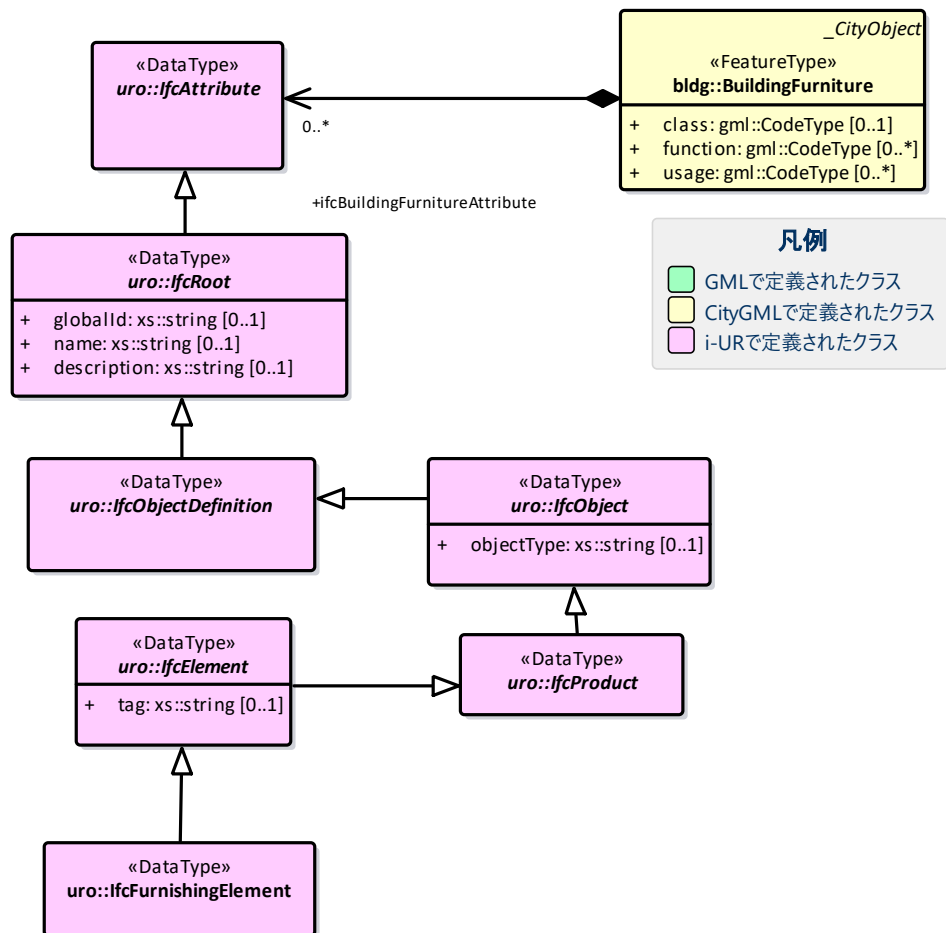 «DataType»
uro::IfcAttribute
_CityObject
«FeatureType»
bldg::BuildingFurniture
+ class: gml::CodeType [0..1]
+ function: gml::CodeType [0..*]
+ usage: gml::CodeType [0..*]
0..*
+ifcBuildingFurnitureAttribute
凡例
GMLで定義されたクラス
CityGMLで定義されたクラス
i-URで定義されたクラス
«DataType»
uro::IfcRoot
+ globalId: xs::string [0..1]
+ name: xs::string [0..1]
+ description: xs::string [0..1]
«DataType»
uro::IfcObjectDefinition
«DataType»
uro::IfcObject
+ objectType: xs::string [0..1]
«DataType»
uro::IfcElement
+ tag: xs::string [0..1]
«DataType»
uro::IfcProduct
«DataType»
uro::IfcFurnishingElement